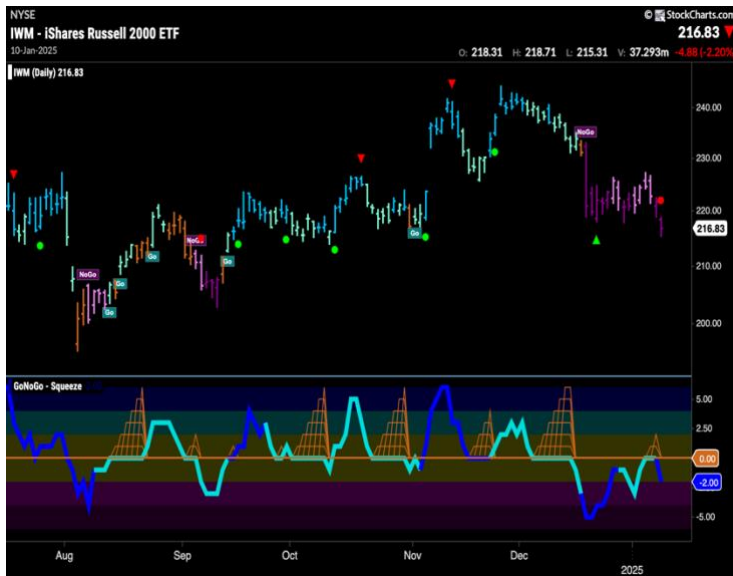 NYSE
© StockCharts.com
IWM - iShares Russell 2000 ETF
216.83
10-Jan-2025
O: 218.31 H: 218.71 L: 215.31 V: 37.293m -4.88 (-2.20%)
IWM (Daily) 216.83
240.00
NoGo
230.00
NoGo
220.00
216.83
Go
Go
Go
210.00
NoGo
Go
Go
200.00
GoNoGo - Squeeze
5.00
2.50
0.00
-2.00
-5.00
Aug Sep Oct Nov Dec
2025